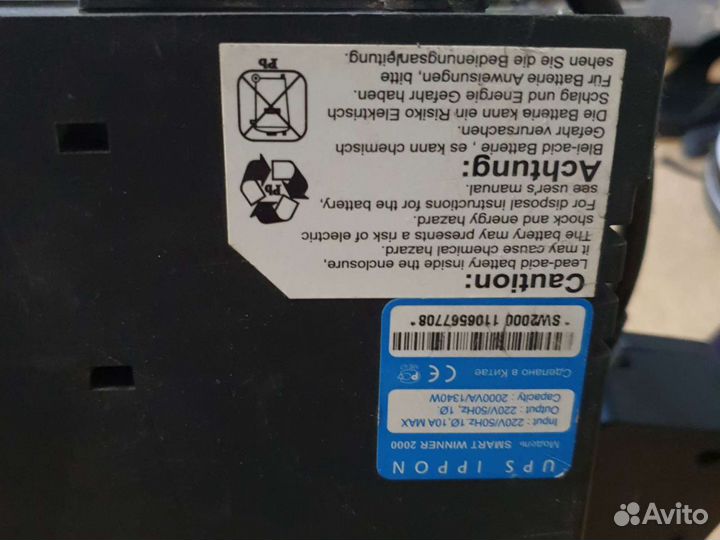 UPS IPPON
Модель SMART WINNER 2000
Input : 220V/50Hz 1Ø,10A MAX
Output : 220V/50Hz, 1Ø.
Capacity : 2000VA/1340W
Сделано в Китае
"SW2000 1106567708"
Caution:
Lead-acid battery inside the enclosure,
it may cause chemical hazard.
The battery may presents a risk of electric
shock and energy hazard.
For disposal instructions for the battery,
see user's manual.
Achtung:
Blei-acid Batterie , es kann chemisch
Gefahr verursachen.
Die Batterie kann ein Risiko Elektrisch
Schlag und Energie Gefahr haben.
Für Batterie Anweisungen, bitte
sehen Sie die Bedienungsanleitung.
Pb
Pb
Avito